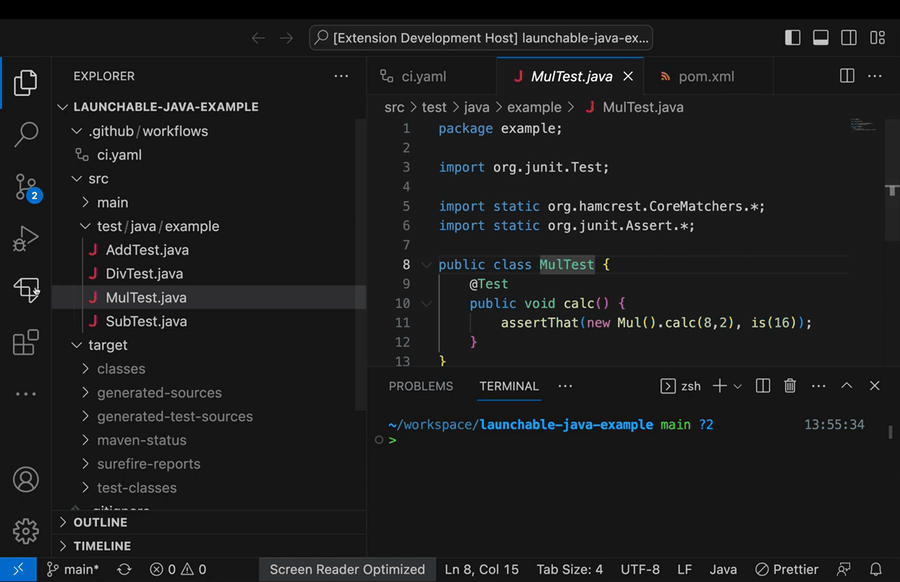 [Extension Development Host] launchable-java-ex...
EXPLORER
LAUNCHABLE-JAVA-EXAMPLE
.github/workflows
ci.yaml
src
main
test/java/example
AddTest.java
DivTest.java
MulTest.java
SubTest.java
target
classes
generated-sources
generated-test-sources
maven-status
surefire-reports
test-classes
OUTLINE
TIMELINE
2
ci.yaml
MulTest.java
pom.xml
src > test > java > example > MulTest.java
1 package example;
2
3 import org.junit.Test;
4
5 import static org.hamcrest.CoreMatchers.*;
6 import static org.junit.Assert.*;
7
8 public class MulTest {
9 @Test
10 public void calc() {
11 assertThat(new Mul().calc(8,2), is(16));
12 }
13 }
PROBLEMS TERMINAL zsh
~/workspace/launchable-java-example main ?2 13:55:34
>
main* 0 0 Screen Reader Optimized Ln 8, Col 15 Tab Size: 4 UTF-8 LF Java Prettier